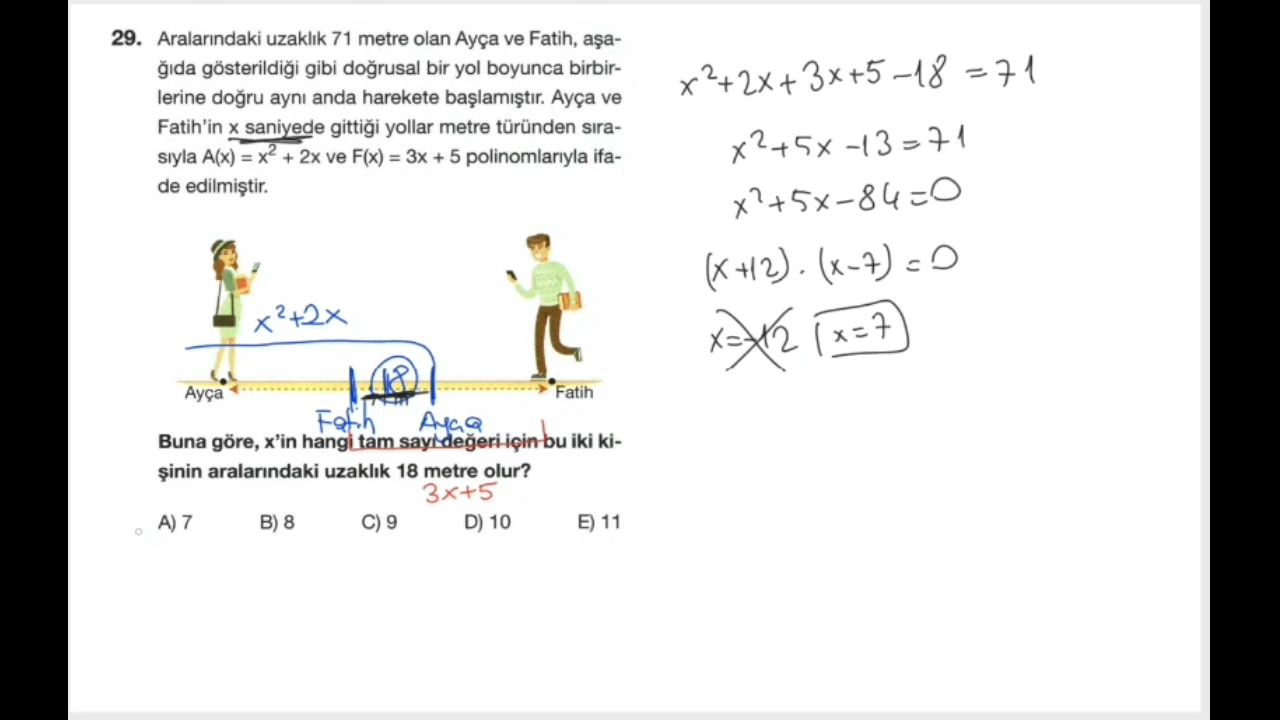 29. Aralarındaki uzaklık 71 metre olan Ayça ve Fatih, aşa-
ğıda gösterildiği gibi doğrusal bir yol boyunca birbir-
lerine doğru aynı anda harekete başlamıştır. Ayça ve
Fatih'in x saniyede gittiği yollar metre türünden sıra-
sıyla A(x) = x² + 2x ve F(x) = 3x + 5 polinomlarıyla ifa-
de edilmiştir.
x²+2x
18
Ayça
Fatih
Fatih
Ayça
Buna göre, x'in hangi tam sayı değeri için bu iki ki-
şinin aralarındaki uzaklık 18 metre olur?
3x+5
A) 7 B) 8 C) 9 D) 10 E) 11
x²+2x+3x+5-18=71
x²+5x-13=71
x²+5x-84=0
(x+12).(x-7)=0
x=-12 x=7